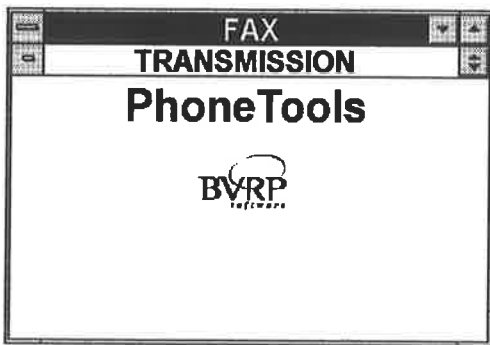 FAX
TRANSMISSION
PhoneTools
BVRP
software